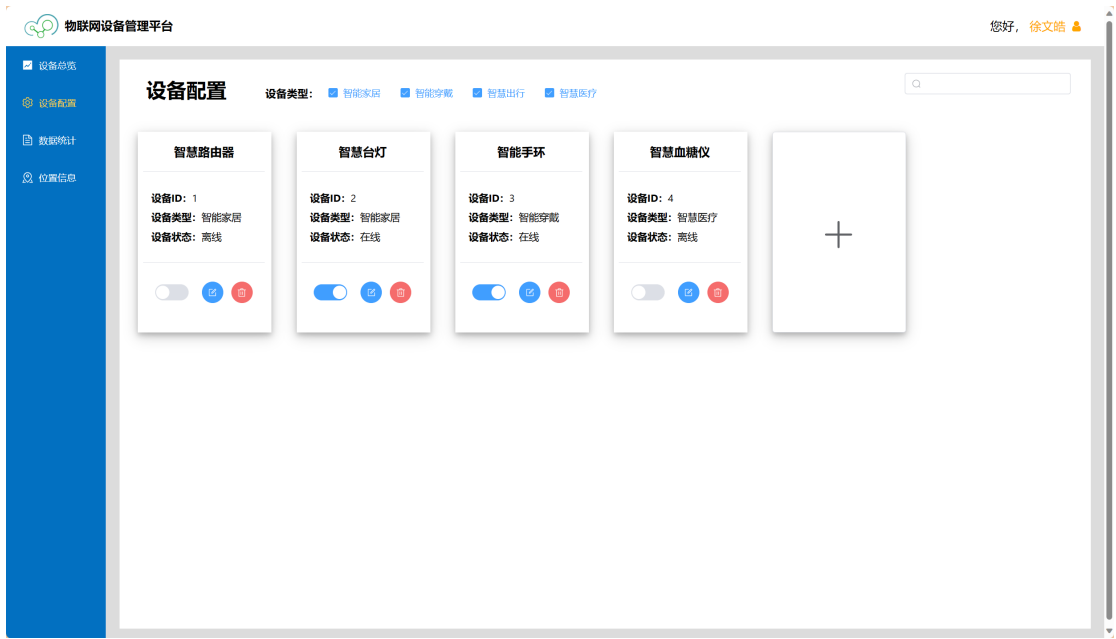 物联网设备管理平台
您好，徐文皓
设备总览
设备配置
数据统计
位置信息
设备配置
设备类型： 智能家居 智能穿戴 智慧出行 智慧医疗
智慧路由器
设备ID：1
设备类型：智能家居
设备状态：离线
智慧台灯
设备ID：2
设备类型：智能家居
设备状态：在线
智能手环
设备ID：3
设备类型：智能穿戴
设备状态：在线
智慧血糖仪
设备ID：4
设备类型：智慧医疗
设备状态：离线